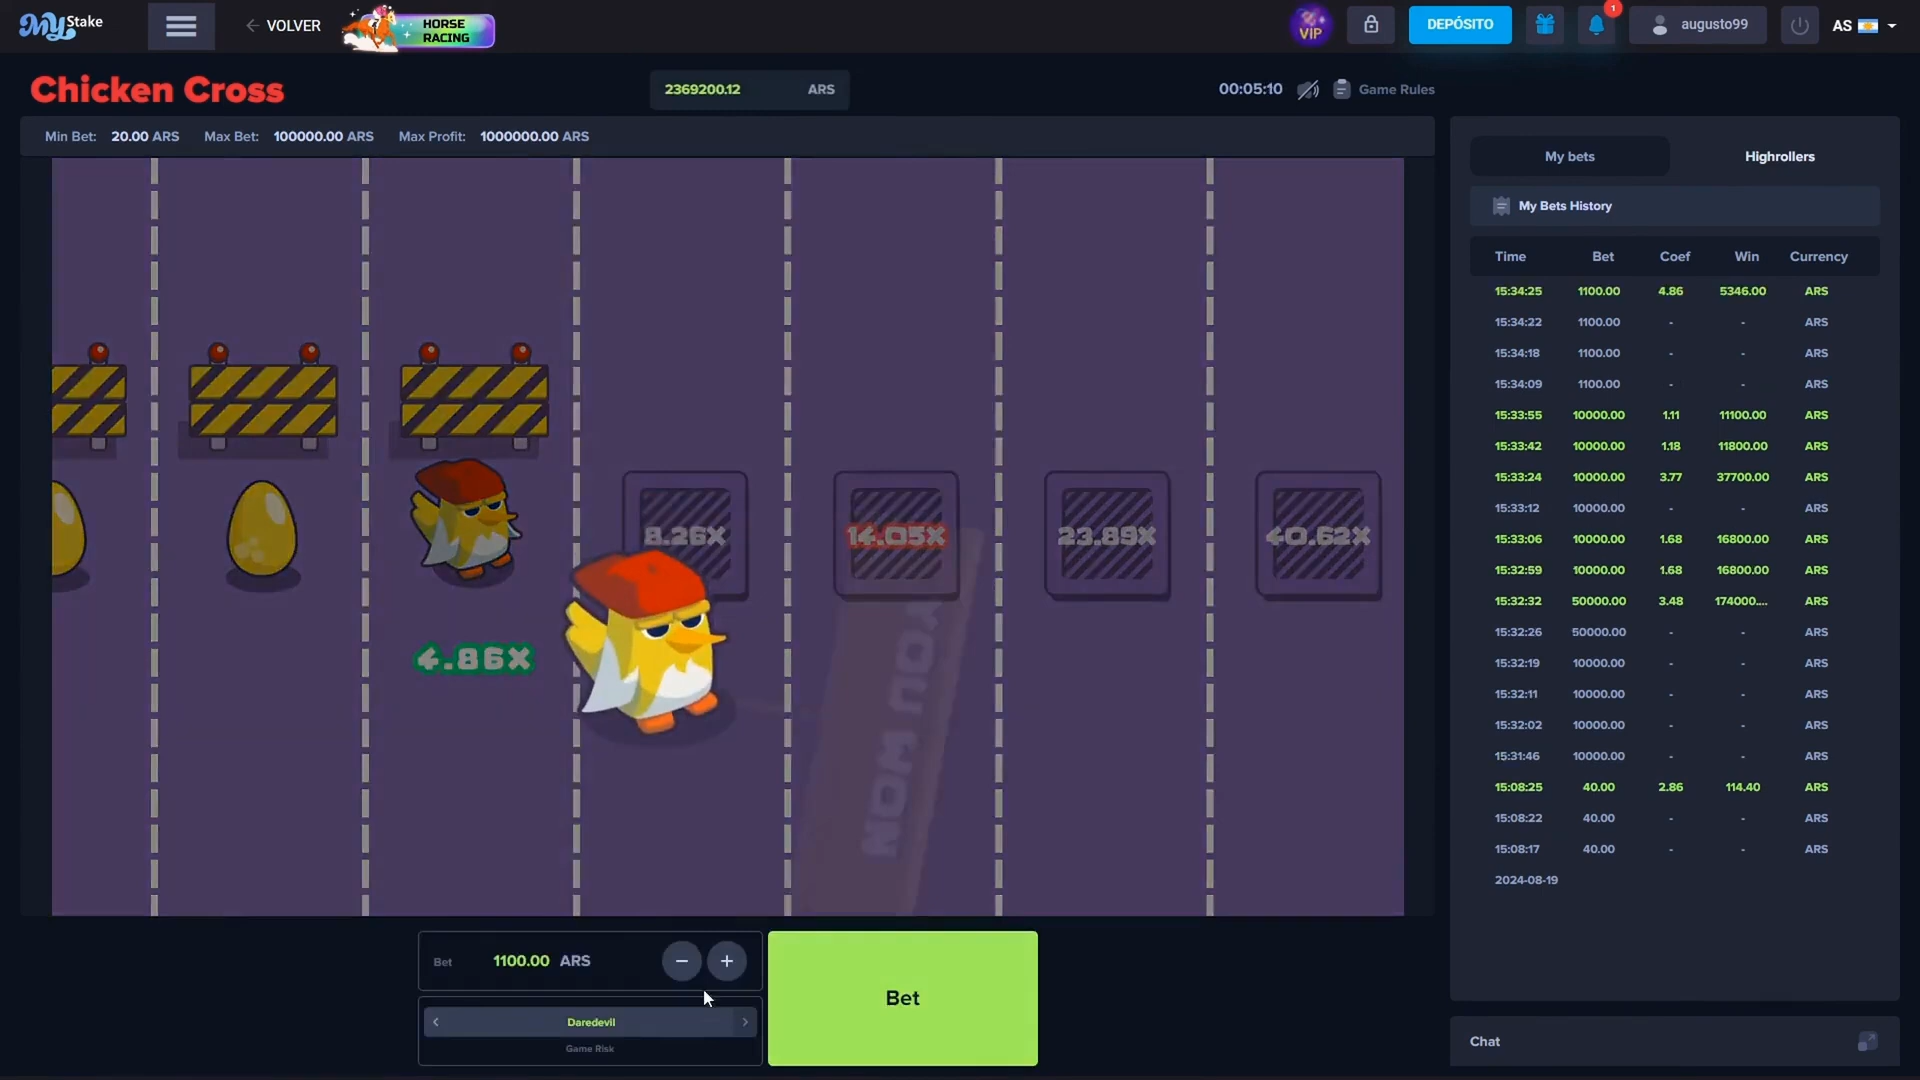 MyStake
VOLVER
HORSE
RACING
VIP
DEPÓSITO
1
augusto99
AS
Chicken Cross
2369200.12 ARS
00:05:10
Game Rules
Min Bet: 20.00 ARS Max Bet: 100000.00 ARS Max Profit: 1000000.00 ARS
4.86X
8.26X
14.05X
23.89X
40.62X
YOU WON
Bet 1100.00 ARS
Daredevil
Game Risk
Bet
My bets
Highrollers
My Bets History
Time Bet Coef Win Currency
15:34:25 1100.00 4.86 5346.00 ARS
15:34:22 1100.00 - - ARS
15:34:18 1100.00 - - ARS
15:34:09 1100.00 - - ARS
15:33:55 10000.00 1.11 11100.00 ARS
15:33:42 10000.00 1.18 11800.00 ARS
15:33:24 10000.00 3.77 37700.00 ARS
15:33:12 10000.00 - - ARS
15:33:06 10000.00 1.68 16800.00 ARS
15:32:59 10000.00 1.68 16800.00 ARS
15:32:32 50000.00 3.48 174000.... ARS
15:32:26 50000.00 - - ARS
15:32:19 10000.00 - - ARS
15:32:11 10000.00 - - ARS
15:32:02 10000.00 - - ARS
15:31:46 10000.00 - - ARS
15:08:25 40.00 2.86 114.40 ARS
15:08:22 40.00 - - ARS
15:08:17 40.00 - - ARS
2024-08-19
Chat